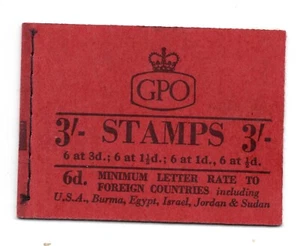 GPO
3/- STAMPS 3/-
6 at 3d.; 6 at 1½d.; 6 at 1d., 6 at ½d.
6d. MINIMUM LETTER RATE TO
FOREIGN COUNTRIES including
U.S.A., Burma, Egypt, Israel, Jordan & Sudan